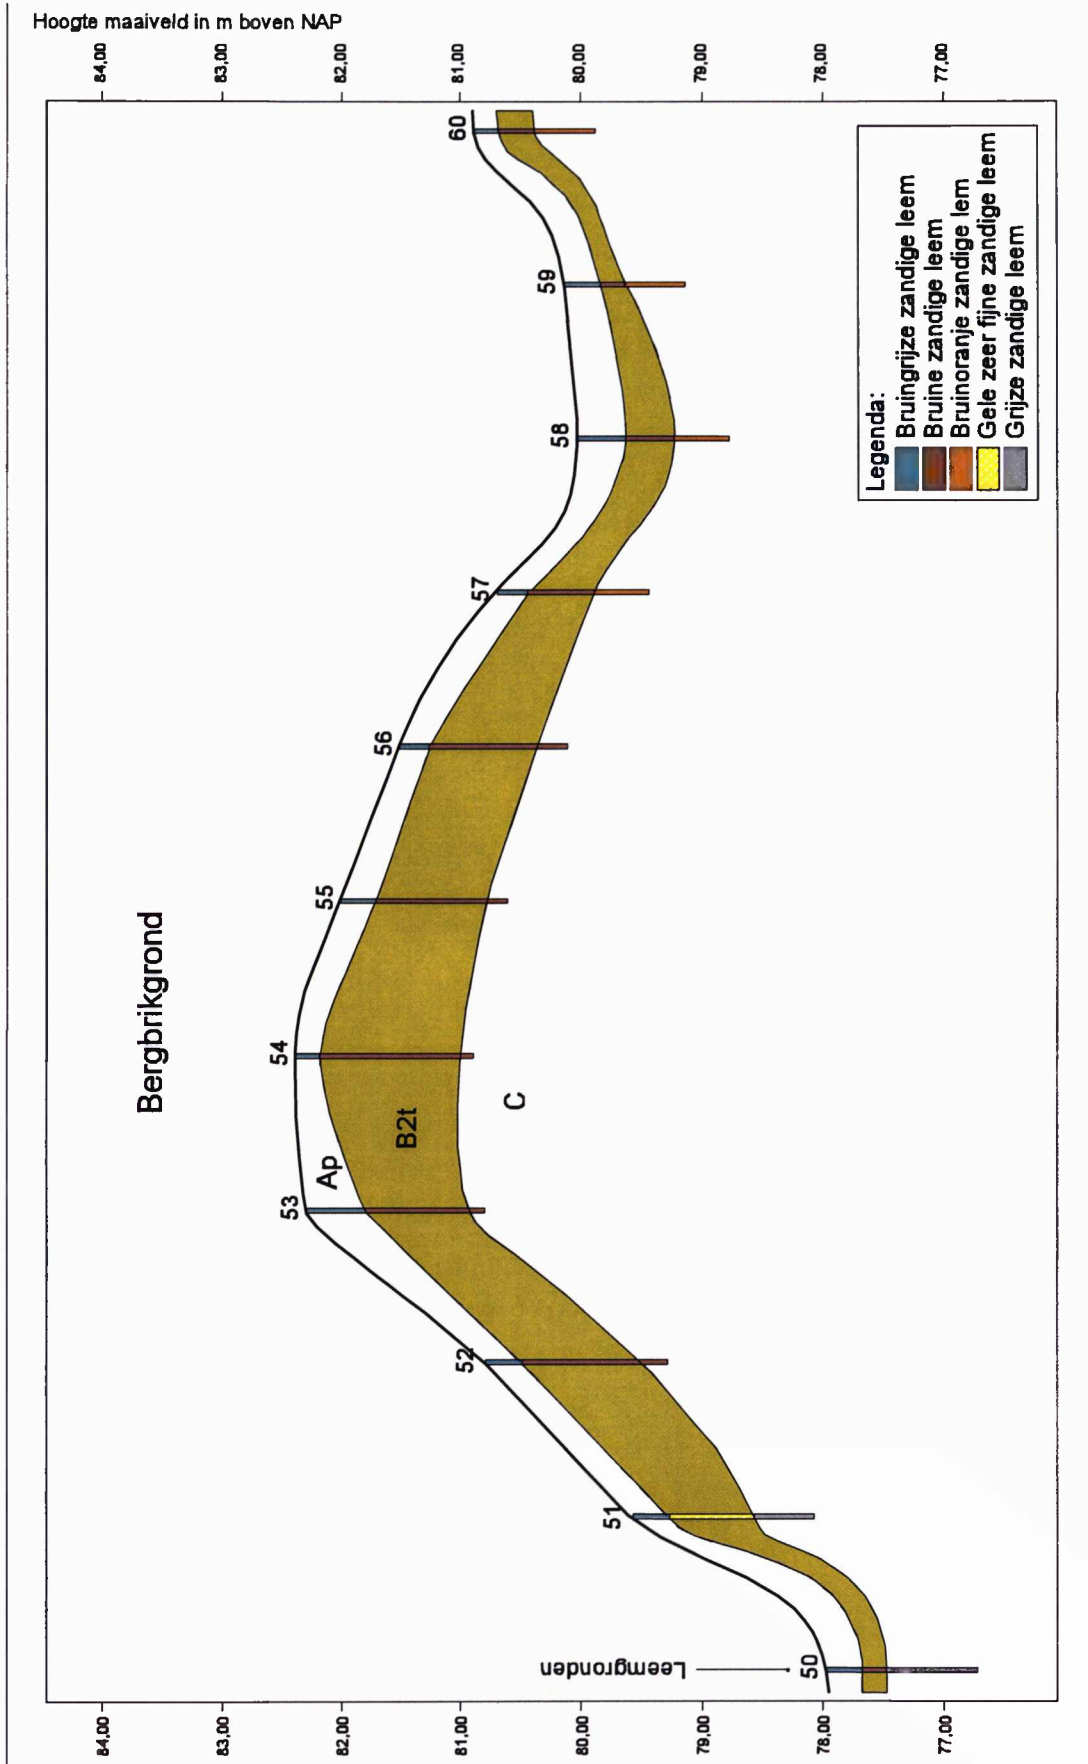 Hoogte maaiveld in m boven NAP
84,00
83,00
82,00
81,00
80,00
79,00
78,00
77,00
Bergbrikgrond
Leemgronden
50
51
52
53
54
55
56
57
58
59
60
Ap
B2t
C
Legenda:
Bruingrijze zandige leem
Bruine zandige leem
Bruinoranje zandige lem
Gele zeer fijne zandige leem
Grijze zandige leem
84,00
83,00
82,00
81,00
80,00
79,00
78,00
77,00